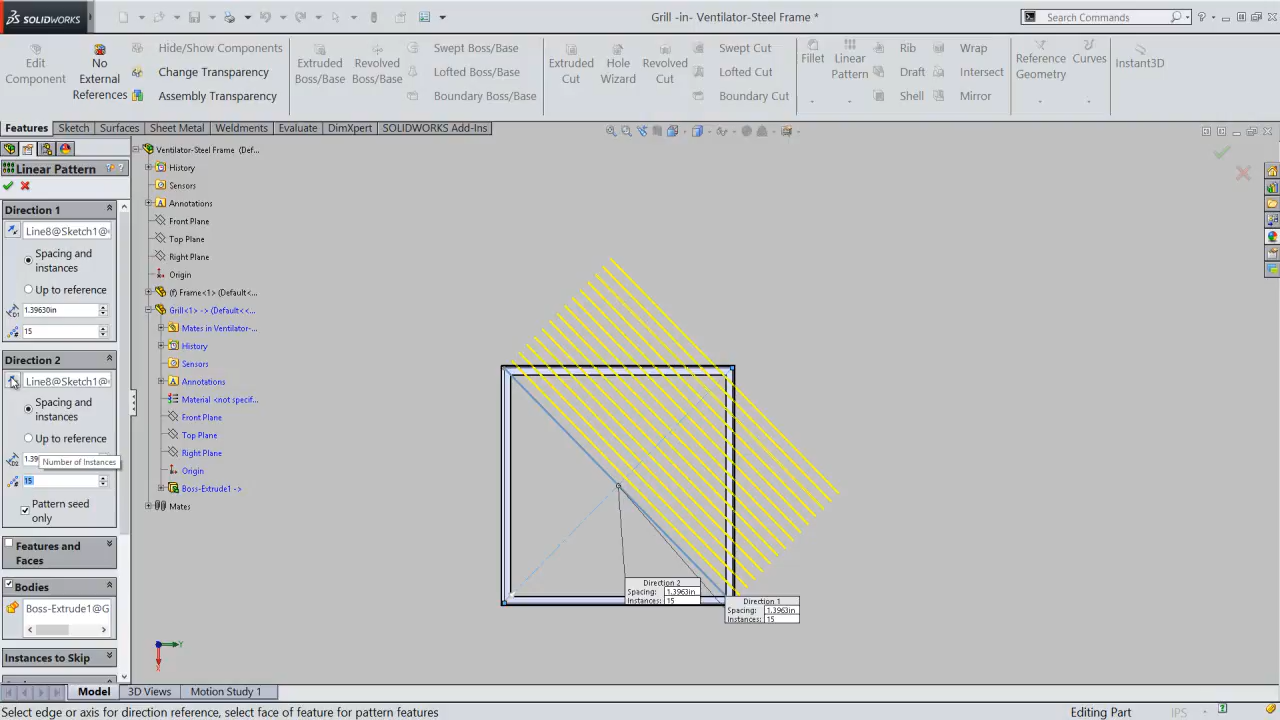 SOLIDWORKS
Grill -in- Ventilator-Steel Frame *
Search Commands
Edit Component
No External References
Hide/Show Components
Change Transparency
Assembly Transparency
Extruded Boss/Base
Revolved Boss/Base
Swept Boss/Base
Lofted Boss/Base
Boundary Boss/Base
Extruded Cut
Hole Wizard
Revolved Cut
Swept Cut
Lofted Cut
Boundary Cut
Fillet
Linear Pattern
Rib
Draft
Shell
Wrap
Intersect
Mirror
Reference Geometry
Curves
Instant3D
Features
Sketch
Surfaces
Sheet Metal
Weldments
Evaluate
DimXpert
SOLIDWORKS Add-Ins
Linear Pattern
Direction 1
Line8@Sketch1@
Spacing and
instances
Up to reference
1.39630in
15
Direction 2
Line8@Sketch1@
Spacing and
instances
Up to reference
1.39
Number of Instances
15
Pattern seed
only
Features and
Faces
Bodies
Boss-Extrude1@G
Instances to Skip
Ventilator-Steel Frame (Def...
History
Sensors
Annotations
Front Plane
Top Plane
Right Plane
Origin
(f) Frame<1> (Default<...
Grill<1> -> (Default<<...
Mates in Ventilator-...
History
Sensors
Annotations
Material <not specif...
Front Plane
Top Plane
Right Plane
Origin
Boss-Extrude1 ->
Mates
Direction 2
Spacing: 1.3963in
Instances: 15
Direction 1
Spacing: 1.3963in
Instances: 15
Y
X
Model
3D Views
Motion Study 1
Select edge or axis for direction reference, select face of feature for pattern features
Editing Part
IPS